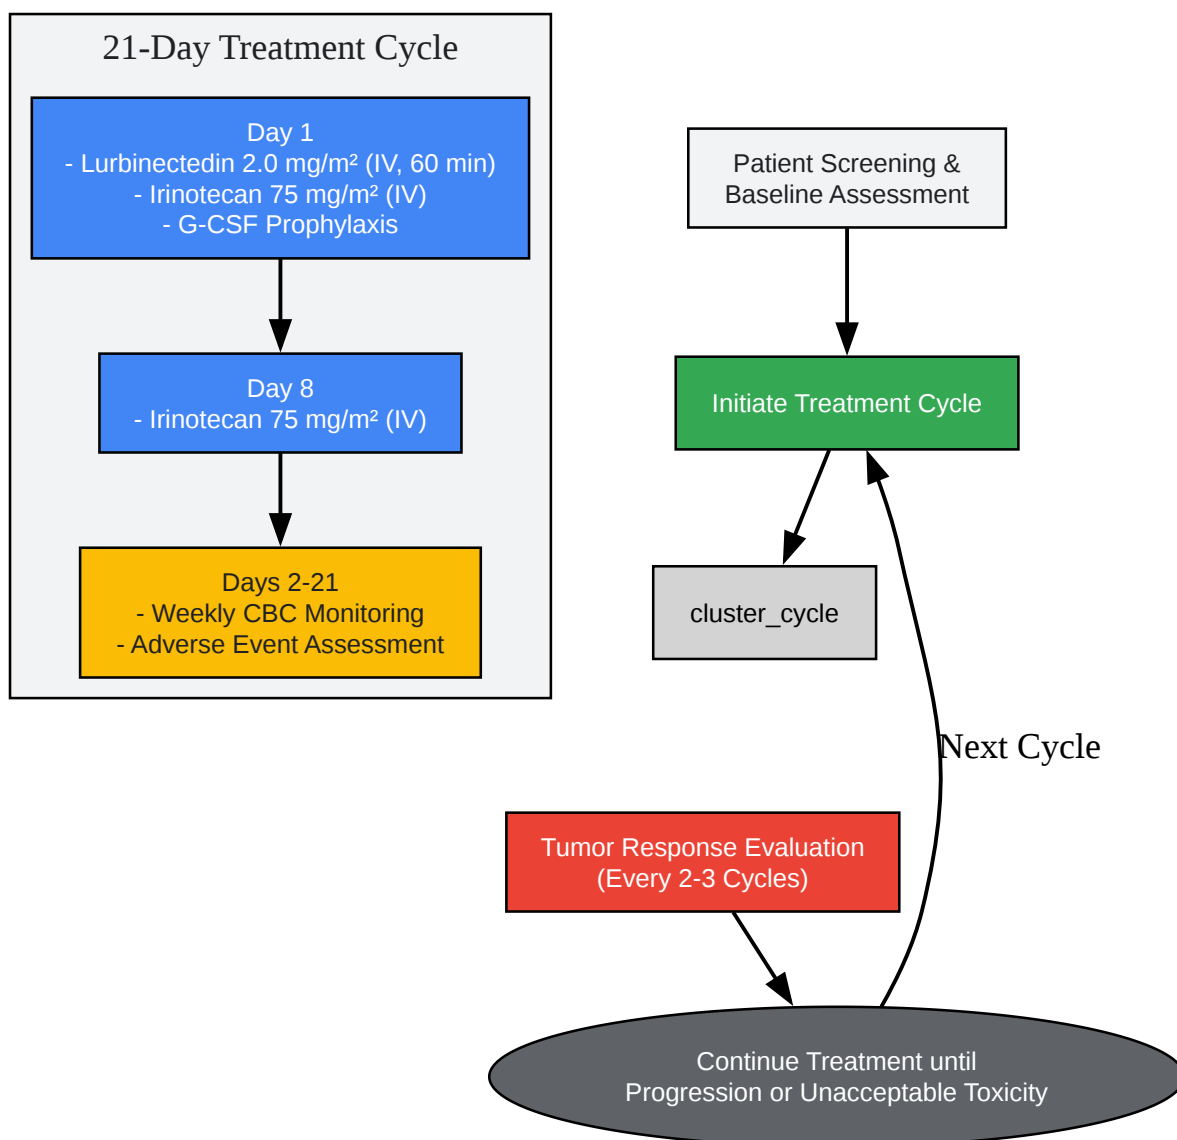 21-Day Treatment Cycle
Day 1
- Lurbinectedin 2.0 mg/m² (IV, 60 min)
- Irinotecan 75 mg/m² (IV)
- G-CSF Prophylaxis
Day 8
- Irinotecan 75 mg/m² (IV)
Days 2-21
- Weekly CBC Monitoring
- Adverse Event Assessment
Patient Screening &
Baseline Assessment
Initiate Treatment Cycle
cluster_cycle
Next Cycle
Tumor Response Evaluation
(Every 2-3 Cycles)
Continue Treatment until
Progression or Unacceptable Toxicity